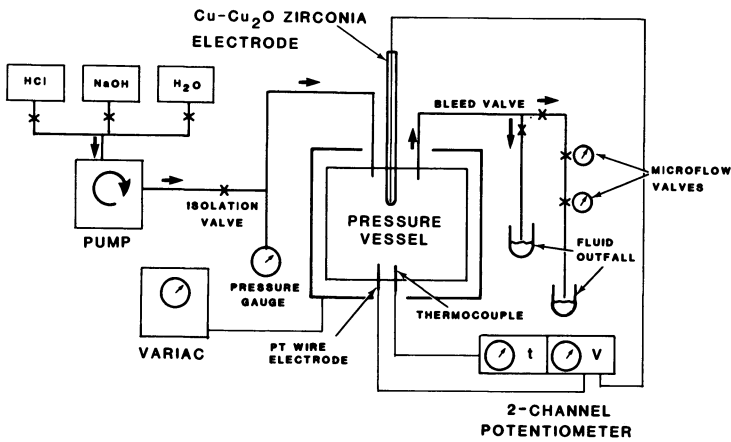 Cu-Cu₂O ZIRCONIA
ELECTRODE
HCl
NaOH
H₂O
BLEED VALVE
MICROFLOW
VALVES
ISOLATION
VALVE
PUMP
PRESSURE
VESSEL
FLUID
OUTFALL
PRESSURE
GAUGE
THERMOCOUPLE
VARIAC
PT WIRE
ELECTRODE
t
V
2-CHANNEL
POTENTIOMETER